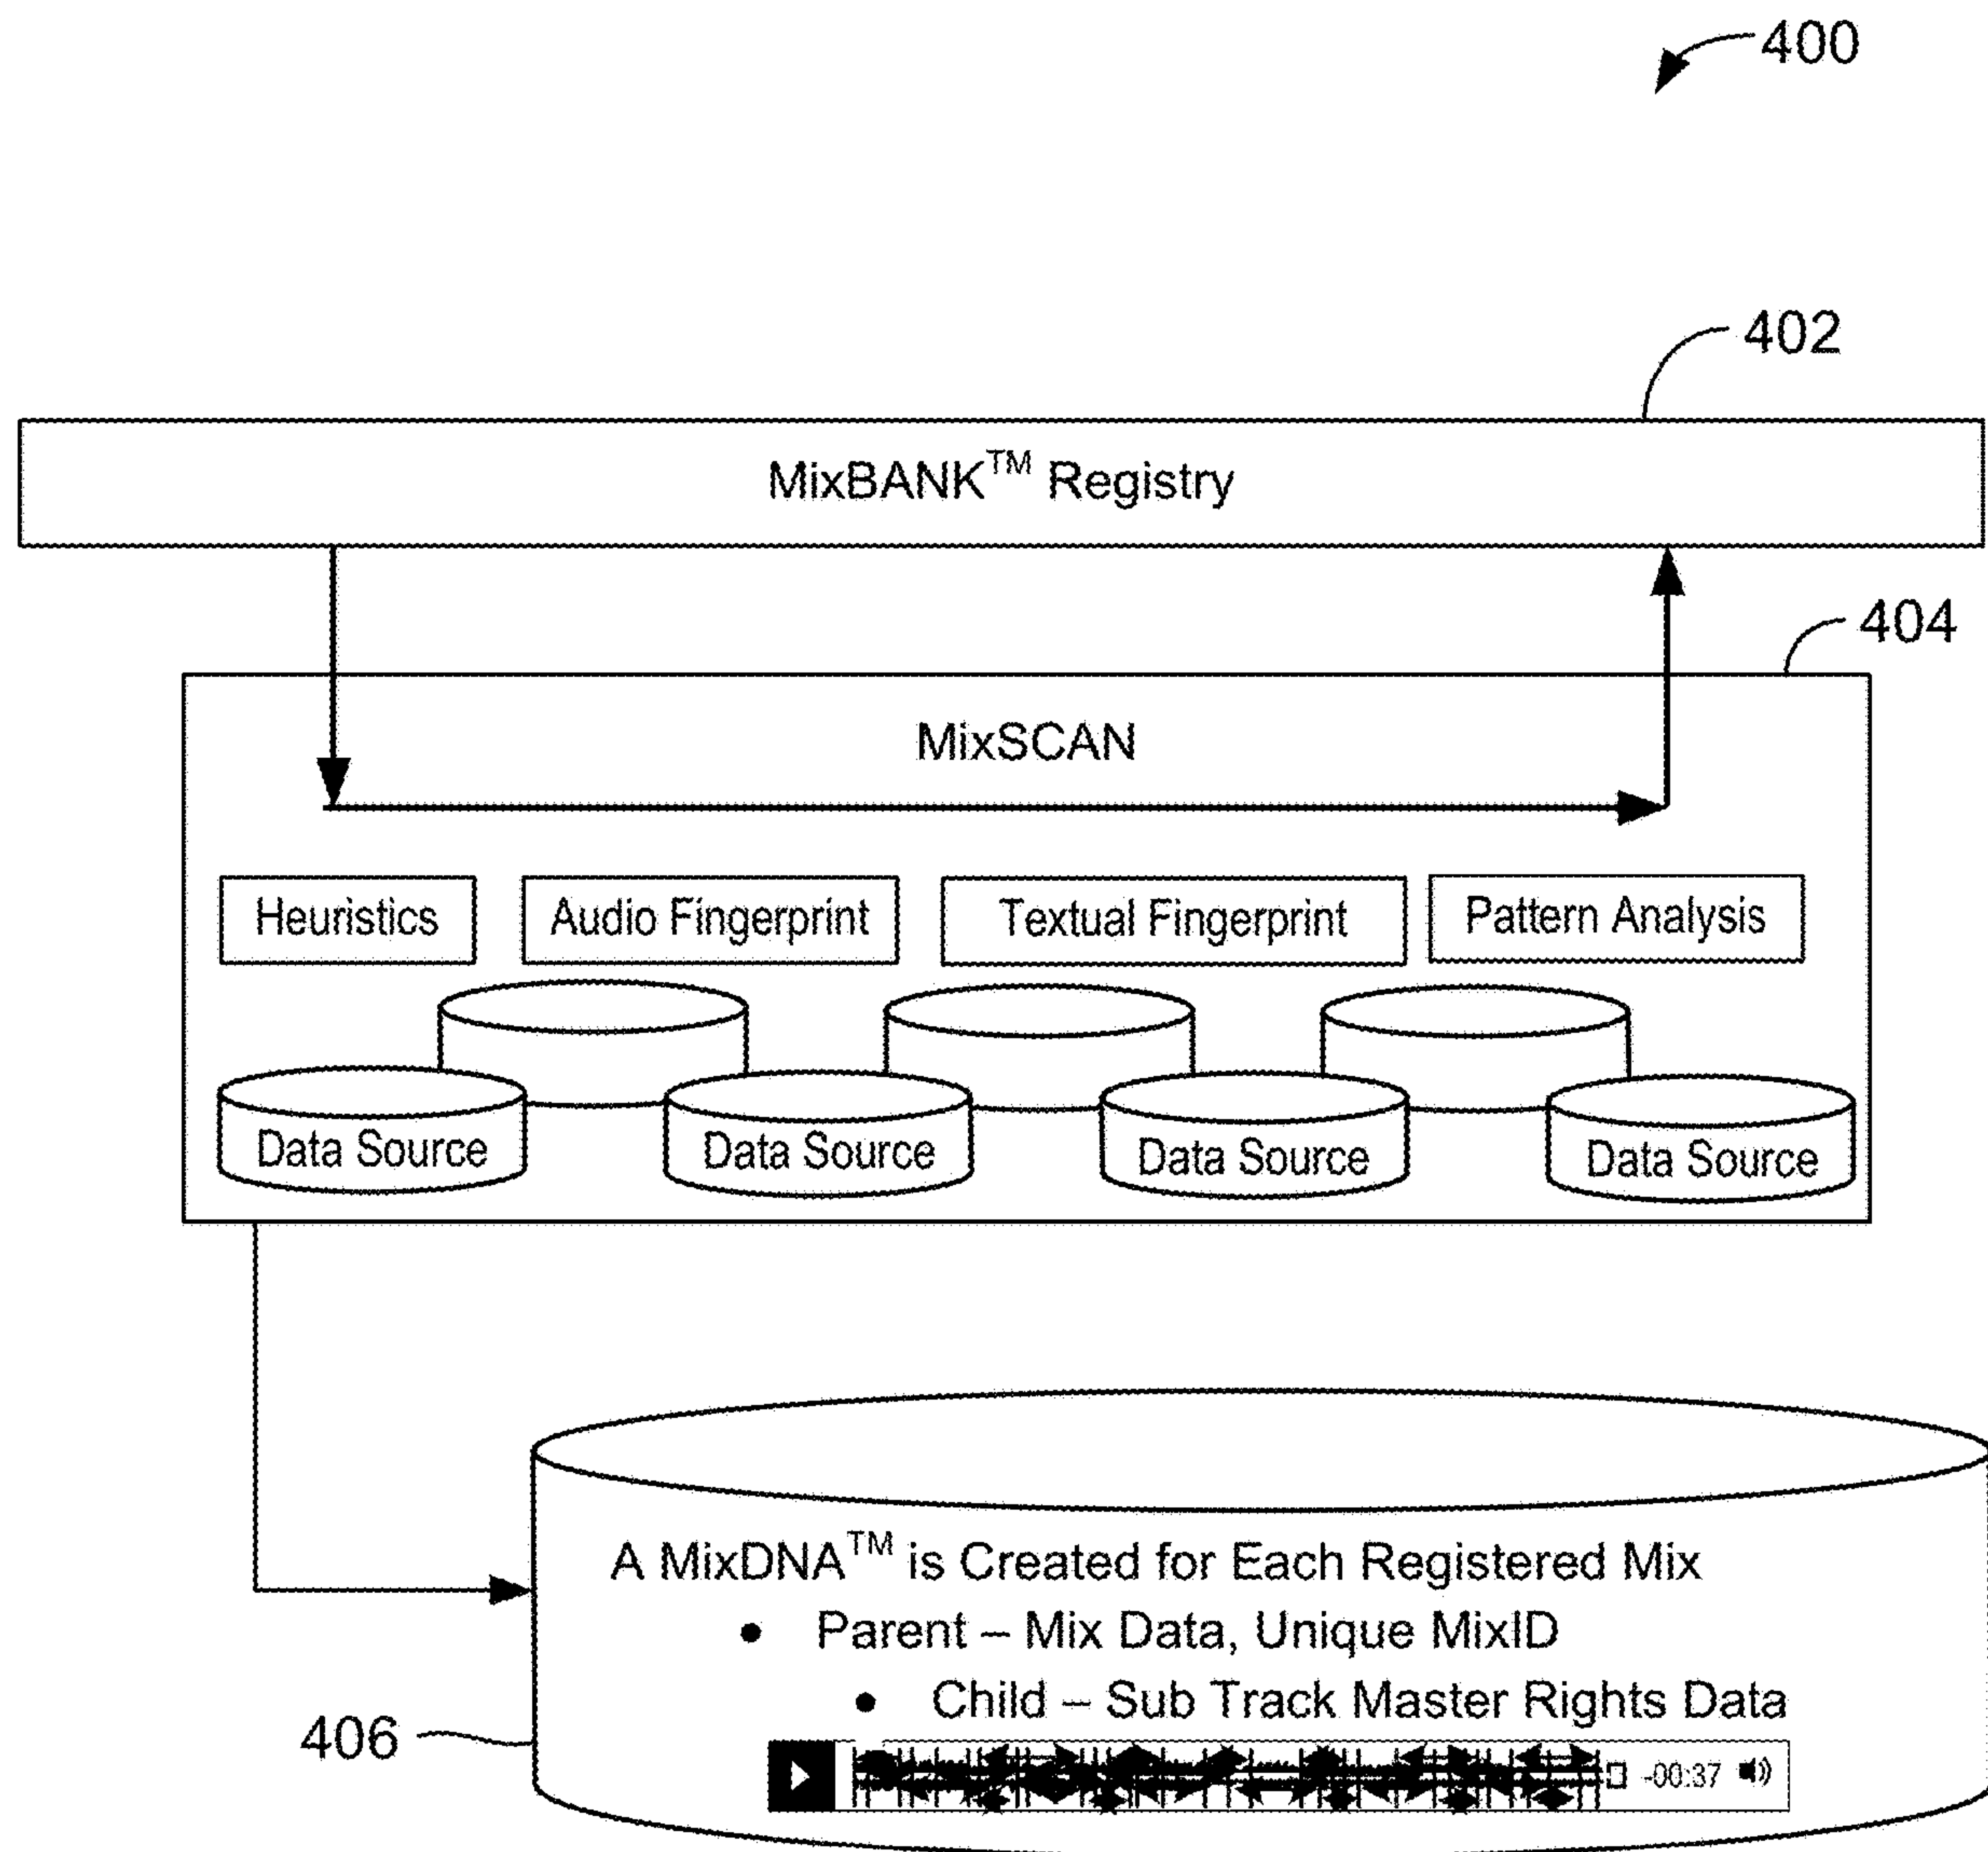 400
402
MixBANK™ Registry
404
MixSCAN
Heuristics
Audio Fingerprint
Textual Fingerprint
Pattern Analysis
Data Source
Data Source
Data Source
Data Source
A MixDNA™ is Created for Each Registered Mix
• Parent – Mix Data, Unique MixID
• Child – Sub Track Master Rights Data
406
-00:37